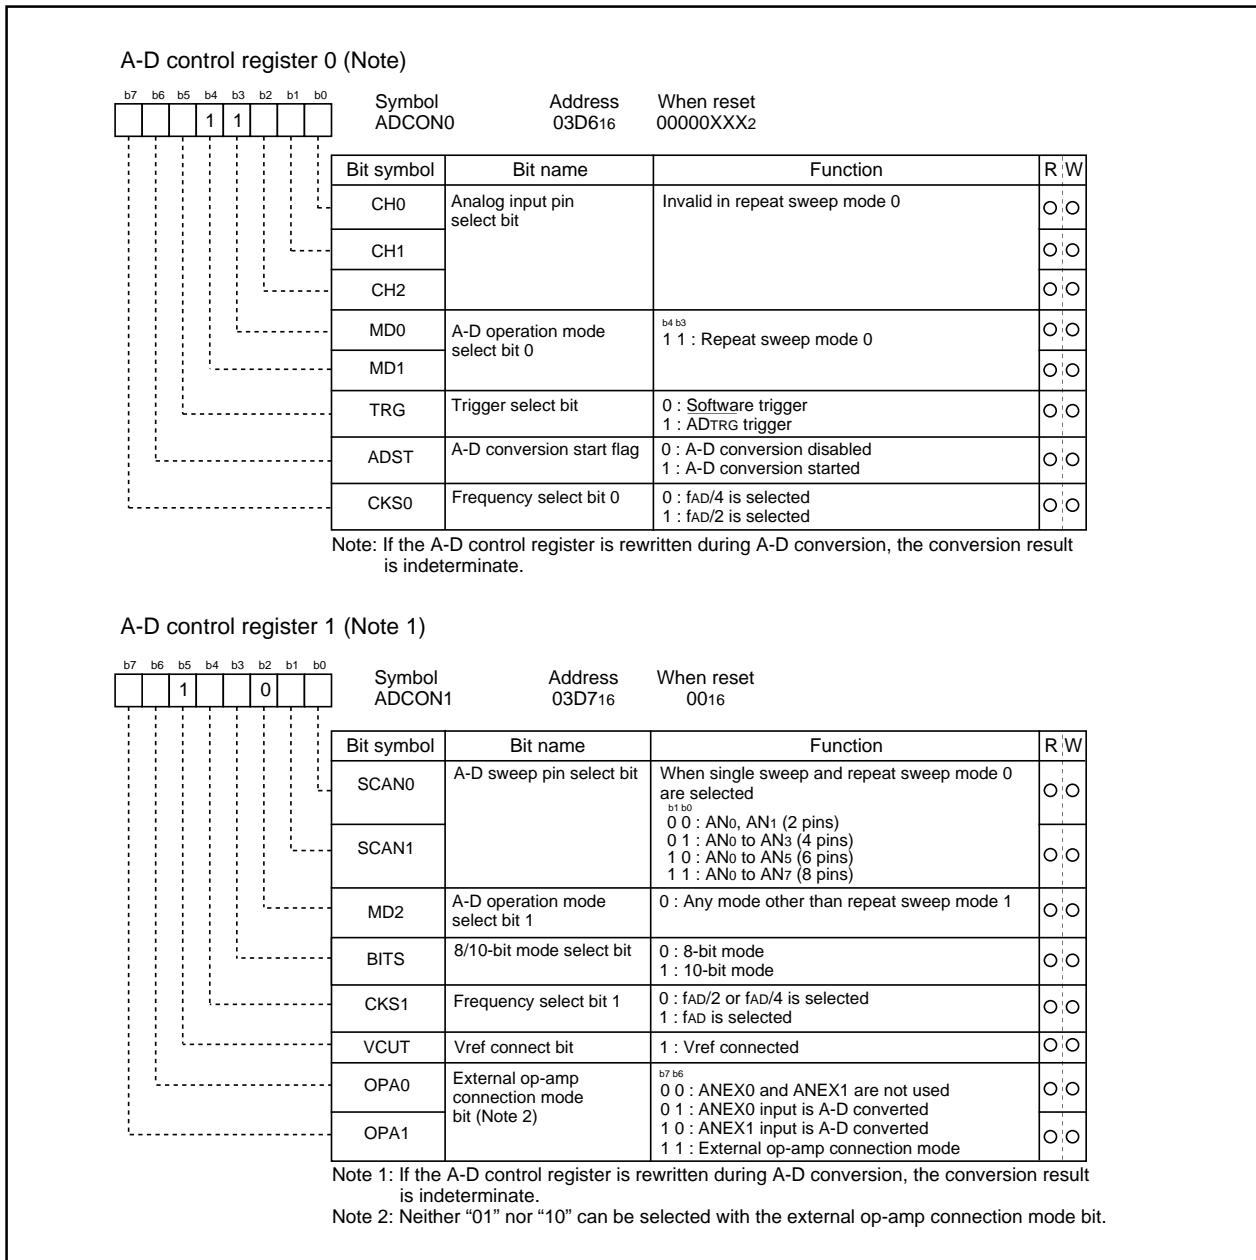 A-D control register 0 (Note)
b7 b6 b5 b4 b3 b2 b1 b0
1 1
Symbol Address When reset
ADCON0 03D616 00000XXX2
Bit symbol Bit name Function R W
CH0 Analog input pin select bit Invalid in repeat sweep mode 0
CH1
CH2
MD0 A-D operation mode select bit 0
b4 b3
1 1 : Repeat sweep mode 0
MD1
TRG Trigger select bit 0 : Software trigger
1 : ADTRG trigger
ADST A-D conversion start flag 0 : A-D conversion disabled
1 : A-D conversion started
CKS0 Frequency select bit 0 0 : fAD/4 is selected
1 : fAD/2 is selected
Note: If the A-D control register is rewritten during A-D conversion, the conversion result
is indeterminate.
A-D control register 1 (Note 1)
b7 b6 b5 b4 b3 b2 b1 b0
1 0
Symbol Address When reset
ADCON1 03D716 0016
Bit symbol Bit name Function R W
SCAN0 A-D sweep pin select bit When single sweep and repeat sweep mode 0
are selected
b1 b0
0 0 : AN0, AN1 (2 pins)
0 1 : AN0 to AN3 (4 pins)
1 0 : AN0 to AN5 (6 pins)
1 1 : AN0 to AN7 (8 pins)
SCAN1
MD2 A-D operation mode select bit 1 0 : Any mode other than repeat sweep mode 1
BITS 8/10-bit mode select bit 0 : 8-bit mode
1 : 10-bit mode
CKS1 Frequency select bit 1 0 : fAD/2 or fAD/4 is selected
1 : fAD is selected
VCUT Vref connect bit 1 : Vref connected
OPA0 External op-amp connection mode bit (Note 2)
b7 b6
0 0 : ANEX0 and ANEX1 are not used
0 1 : ANEX0 input is A-D converted
1 0 : ANEX1 input is A-D converted
1 1 : External op-amp connection mode
OPA1
Note 1: If the A-D control register is rewritten during A-D conversion, the conversion result
is indeterminate.
Note 2: Neither “01” nor “10” can be selected with the external op-amp connection mode bit.